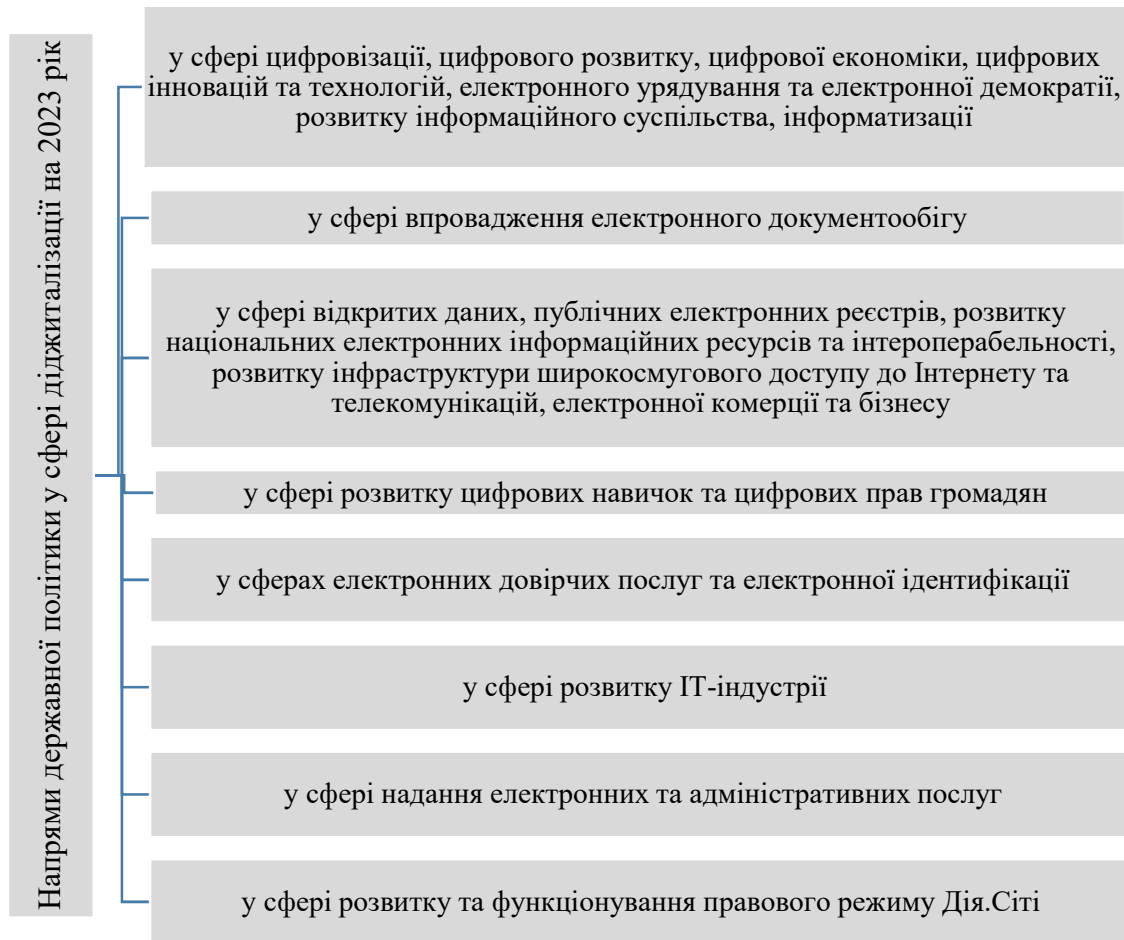 Напрями державної політики у сфері діджиталізації на 2023 рік
у сфері цифровізації, цифрового розвитку, цифрової економіки, цифрових
інновацій та технологій, електронного урядування та електронної демократії,
розвитку інформаційного суспільства, інформатизації
у сфері впровадження електронного документообігу
у сфері відкритих даних, публічних електронних реєстрів, розвитку
національних електронних інформаційних ресурсів та інтероперабельності,
розвитку інфраструктури широкосмугового доступу до Інтернету та
телекомунікацій, електронної комерції та бізнесу
у сфері розвитку цифрових навичок та цифрових прав громадян
у сферах електронних довірчих послуг та електронної ідентифікації
у сфері розвитку ІТ-індустрії
у сфері надання електронних та адміністративних послуг
у сфері розвитку та функціонування правового режиму Дія.Сіті